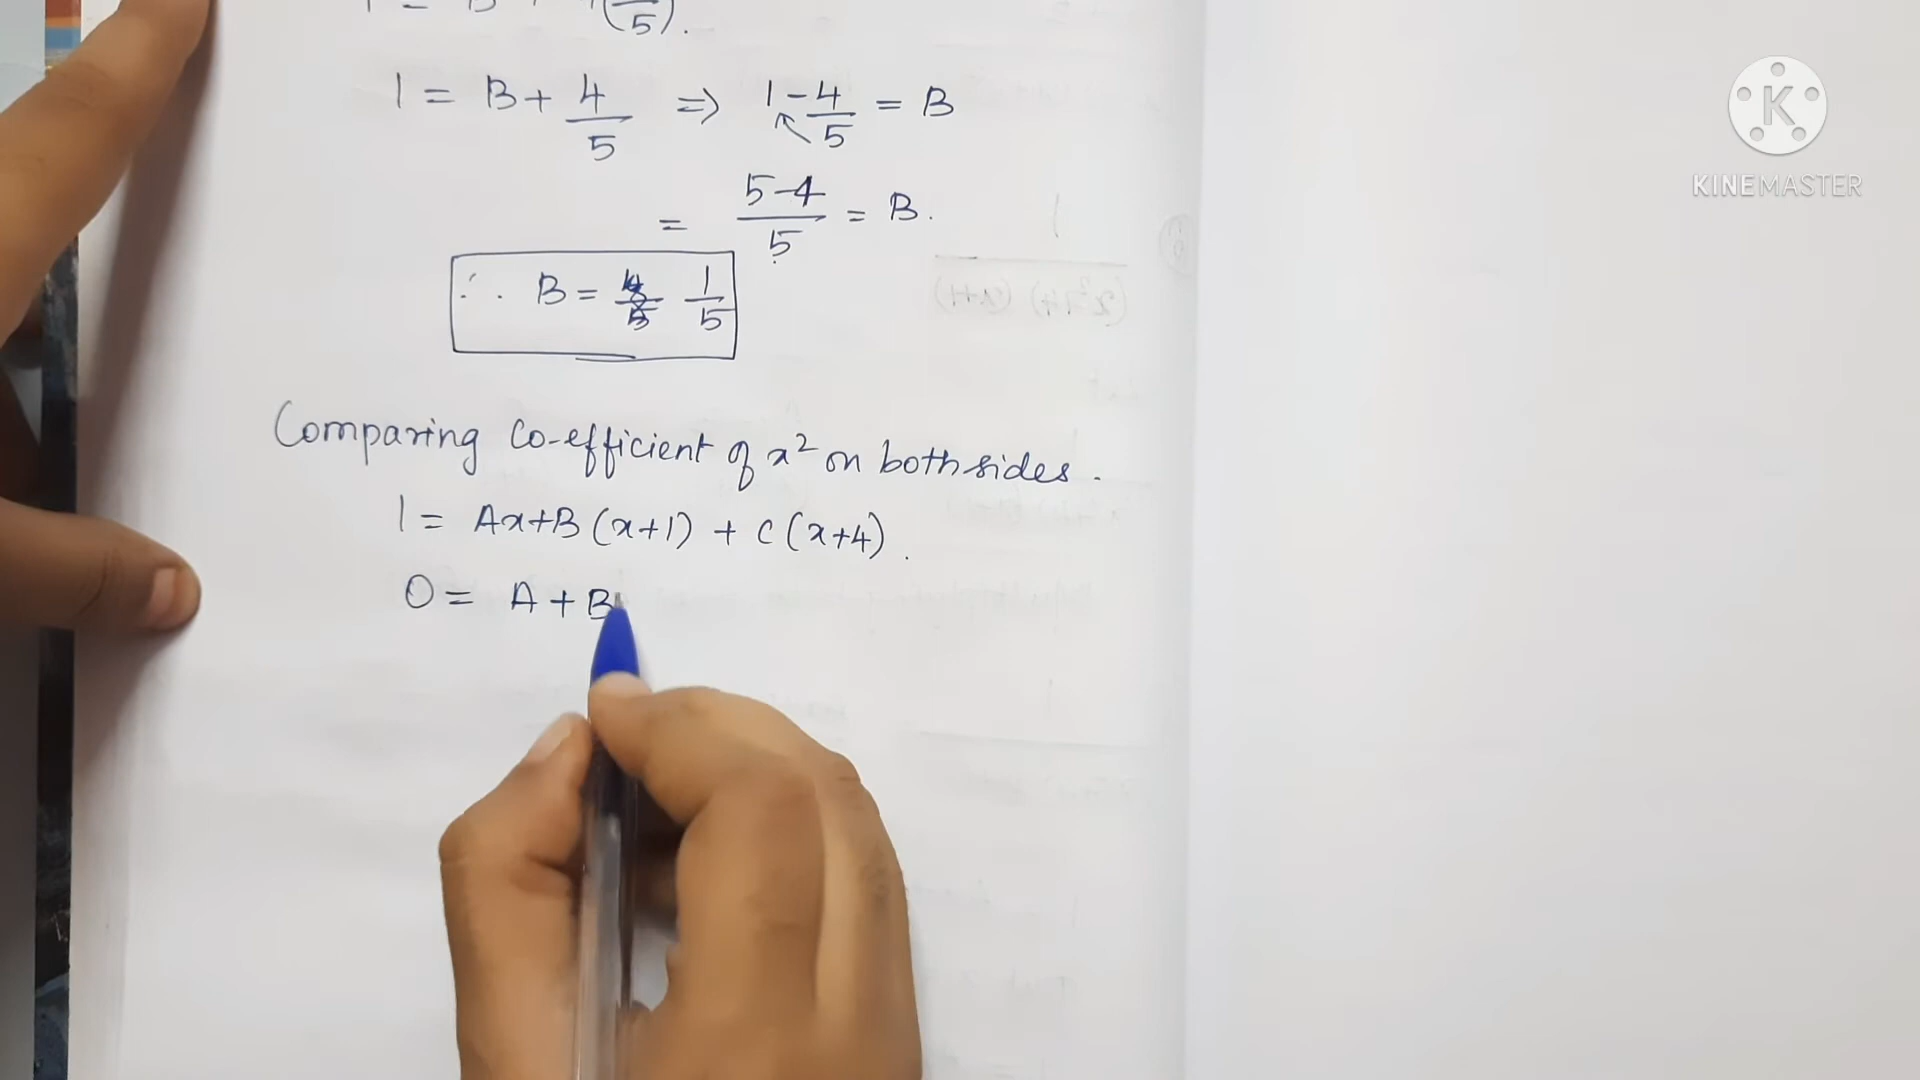 1 = B + 4/5 => 1 - 4/5 = B
= 5-4/5 = B.
∴ B = 1/5
Comparing co-efficient of x² on both sides.
1 = Ax+B (x+1) + C (x+4).
0 = A + B
K
KINEMASTER